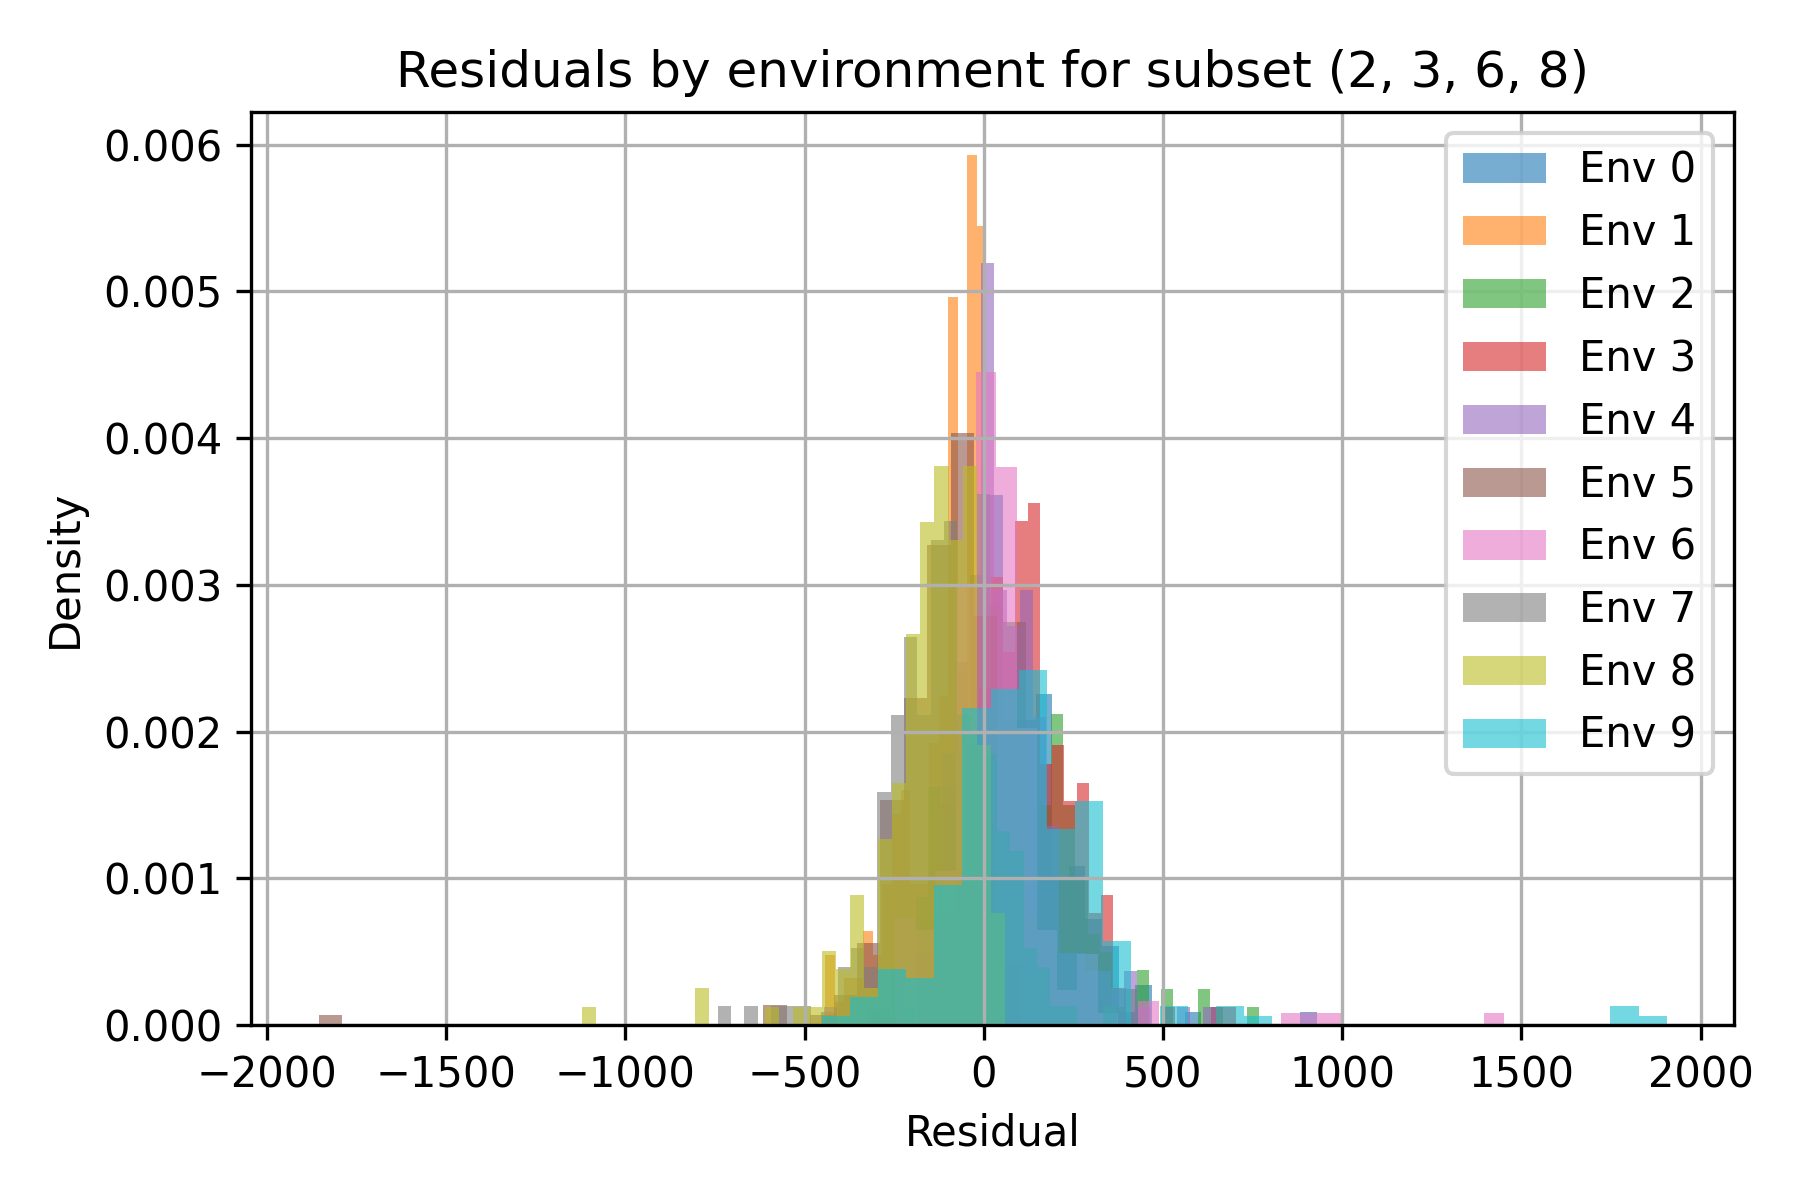 Residuals by environment for subset (2, 3, 6, 8)
0.006
0.005
0.004
0.003
0.002
0.001
0.000
Density
−2000
−1500
−1000
−500
0
500
1000
1500
2000
Residual
Env 0
Env 1
Env 2
Env 3
Env 4
Env 5
Env 6
Env 7
Env 8
Env 9